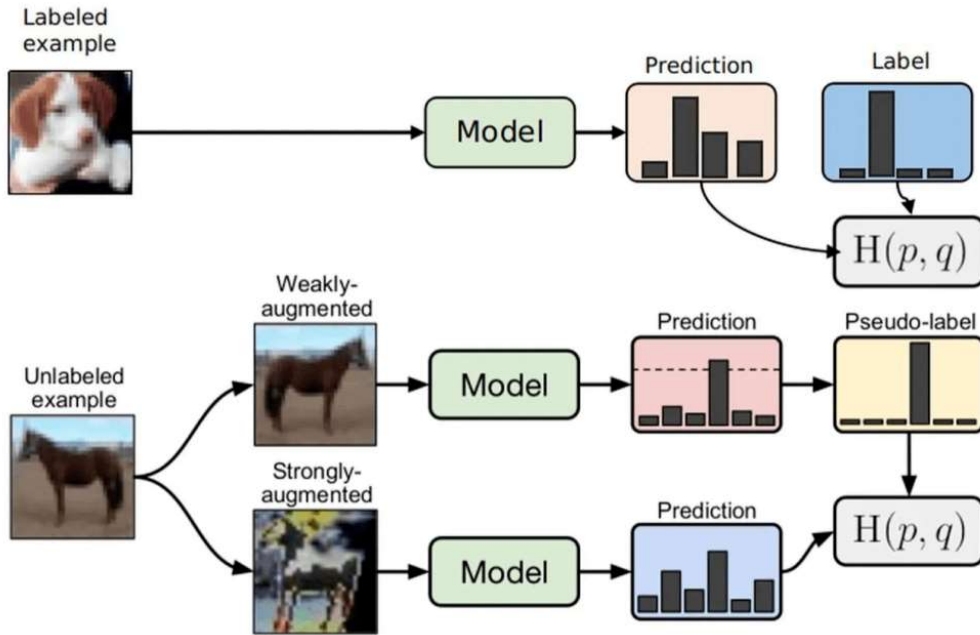 Labeled
example
Model
Prediction
Label
H(p, q)
Unlabeled
example
Weakly-
augmented
Model
Prediction
Pseudo-label
Strongly-
augmented
Model
Prediction
H(p, q)